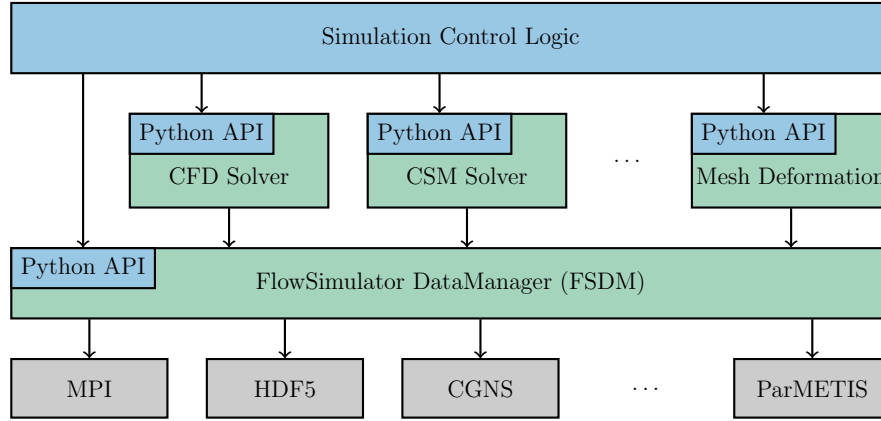 Simulation Control Logic
Python API
Python API
Python API
CFD Solver
CSM Solver
...
Mesh Deformation
Python API
FlowSimulator DataManager (FSDM)
MPI
HDF5
CGNS
...
ParMETIS